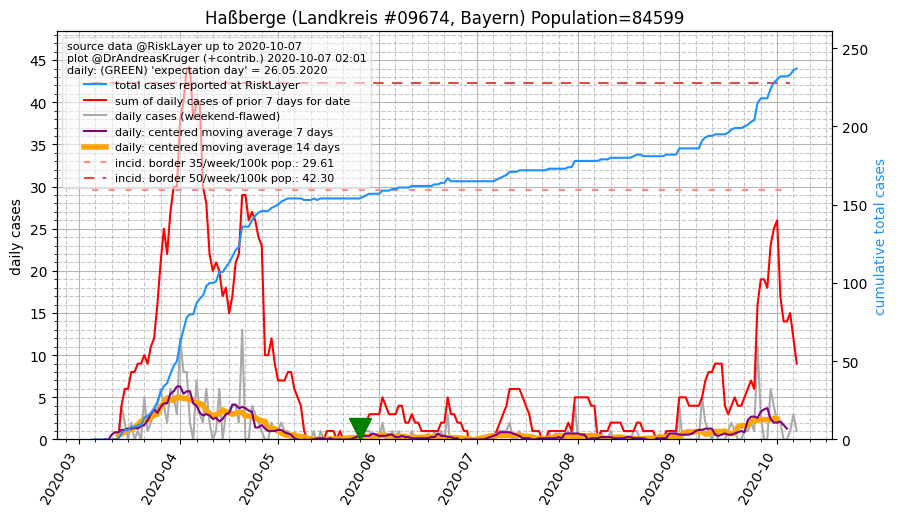 Haßberge (Landkreis #09674, Bayern) Population=84599
source data @RiskLayer up to 2020-10-07
plot @DrAndreasKruger (+contrib.) 2020-10-07 02:01
daily: (GREEN) 'expectation day' = 26.05.2020
total cases reported at RiskLayer
sum of daily cases of prior 7 days for date
daily cases (weekend-flawed)
daily: centered moving average 7 days
daily: centered moving average 14 days
incid. border 35/week/100k pop.: 29.61
incid. border 50/week/100k pop.: 42.30
daily cases
45
40
35
30
25
20
15
10
5
0
cumulative total cases
250
200
150
100
50
0
2020-03
2020-04
2020-05
2020-06
2020-07
2020-08
2020-09
2020-10